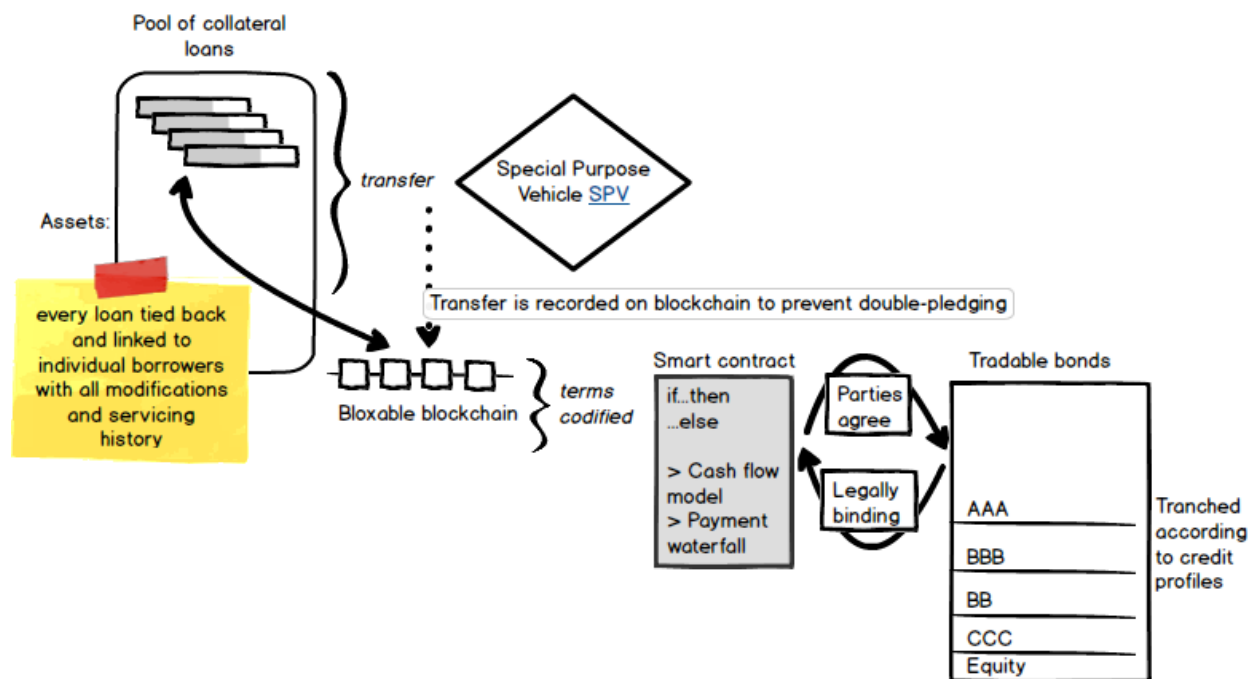 Pool of collateral
loans
transfer
Special Purpose
Vehicle SPV
Assets:
every loan tied back
and linked to
individual borrowers
with all modifications
and servicing
history
Transfer is recorded on blockchain to prevent double-pledging
Bloxable blockchain
terms
codified
Smart contract
if...then
...else
> Cash flow
model
> Payment
waterfall
Parties
agree
Legally
binding
Tradable bonds
AAA
BBB
BB
CCC
Equity
Tranched
according
to credit
profiles